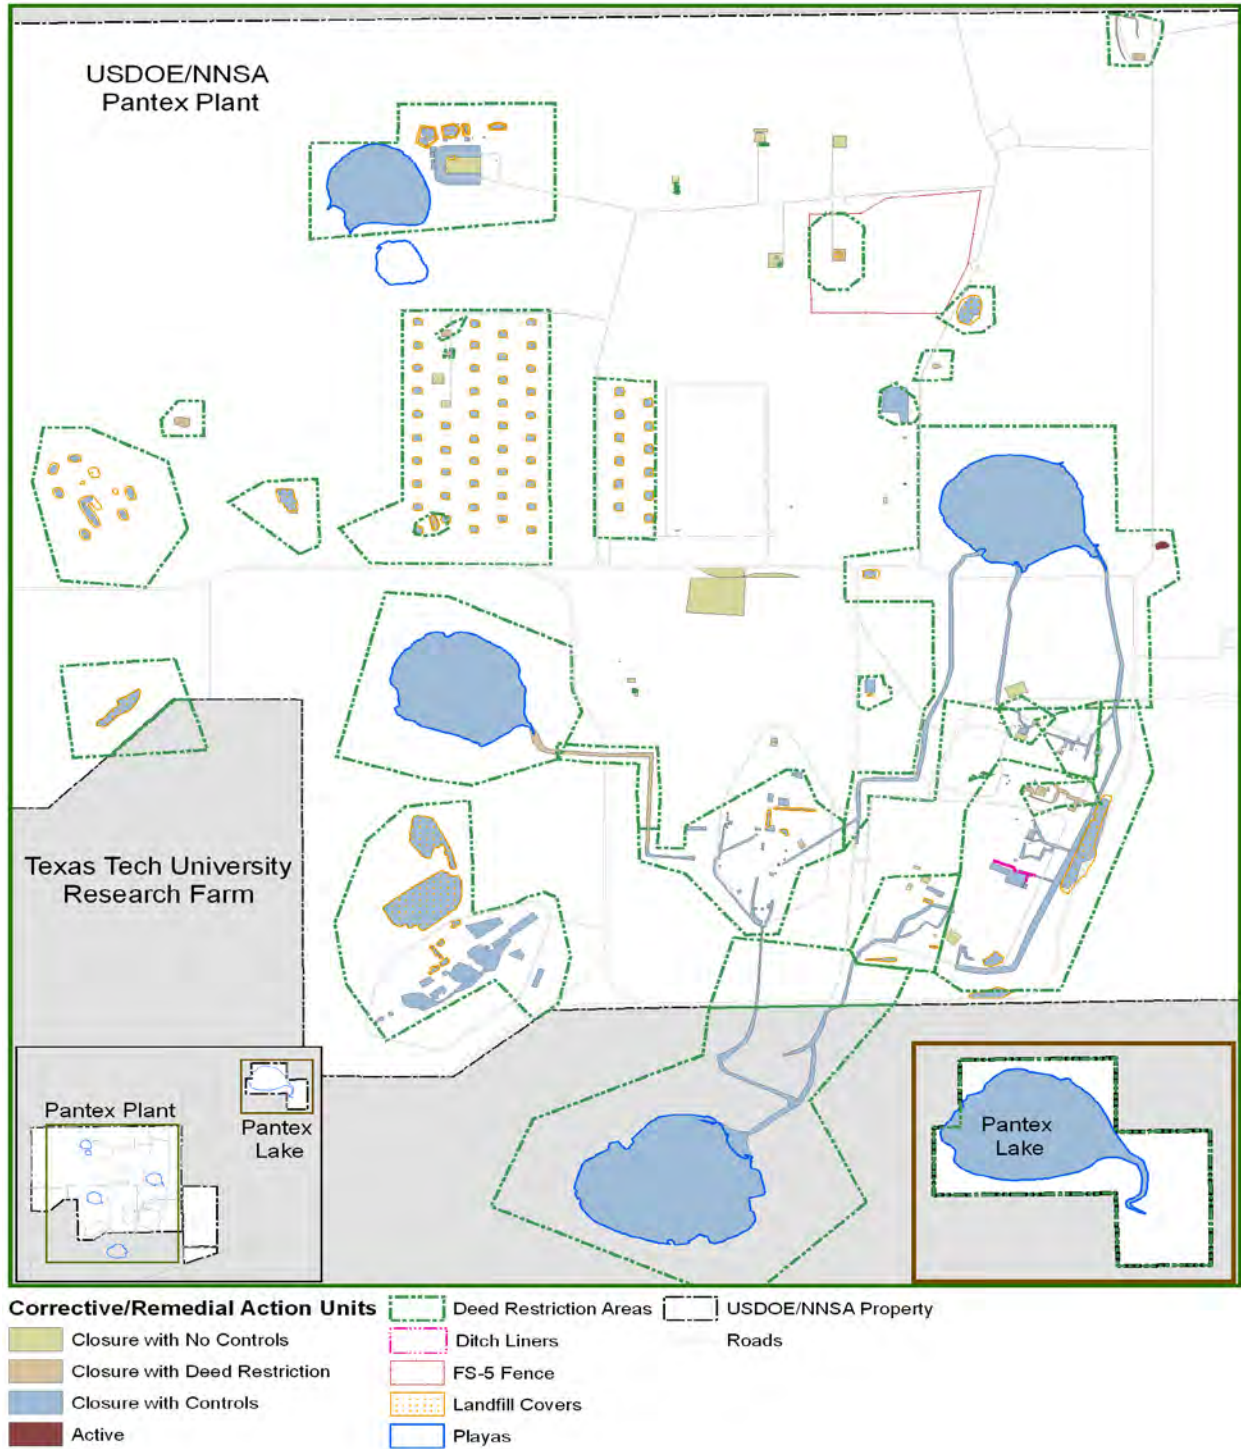 USDOE/NNSA
Pantex Plant
Texas Tech University
Research Farm
Pantex Plant
Pantex
Lake
Pantex
Lake
Corrective/Remedial Action Units
Closure with No Controls
Closure with Deed Restriction
Closure with Controls
Active
Deed Restriction Areas
Ditch Liners
FS-5 Fence
Landfill Covers
Playas
USDOE/NNSA Property
Roads